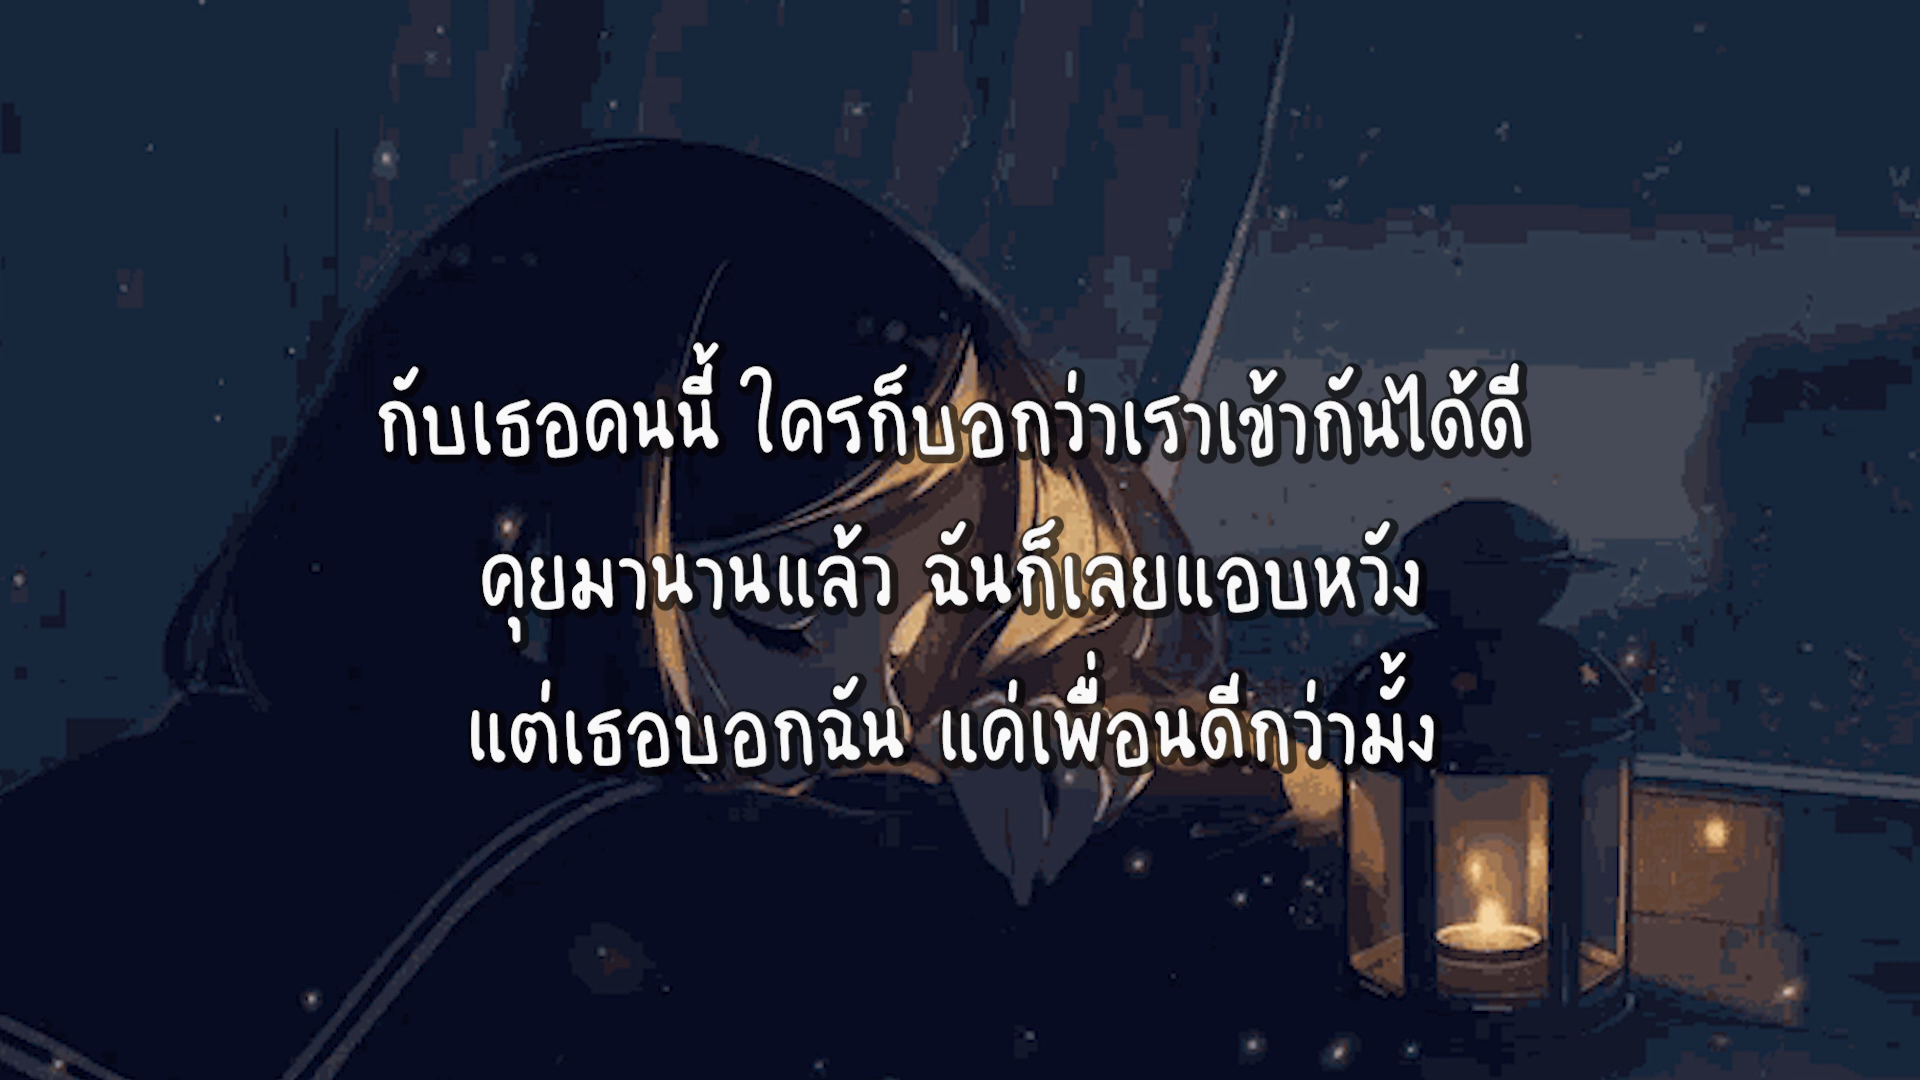 กับเธอคนนี้ ใครก็บอกว่าเราเข้ากันได้ดี
คุยมานานแล้ว ฉันก็เลยแอบหวัง
แต่เธอบอกฉัน แค่เพื่อนดีกว่ามั้ง